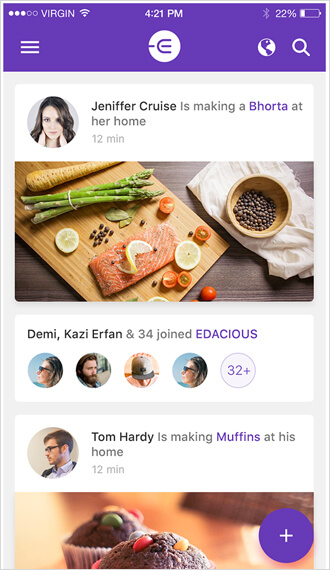 VIRGIN 4:21 PM 22%
Jeniffer Cruise Is making a Bhorta at
her home
12 min
Demi, Kazi Erfan & 34 joined EDACIOUS
32+
Tom Hardy Is making Muffins at his
home
12 min
+